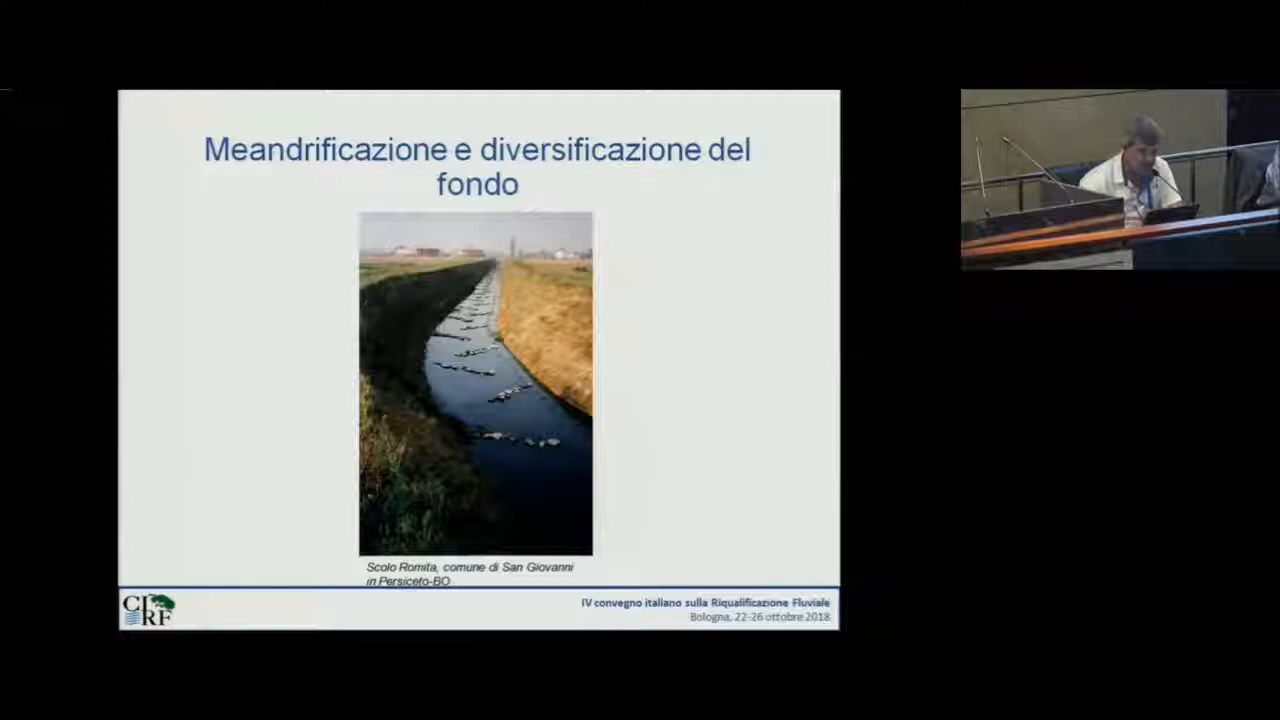 Meandrificazione e diversificazione del
fondo
Scolo Romita, comune di San Giovanni
in Persiceto-BO
CIRF
IV convegno italiano sulla Riqualificazione Fluviale
Bologna, 22-26 ottobre 2018